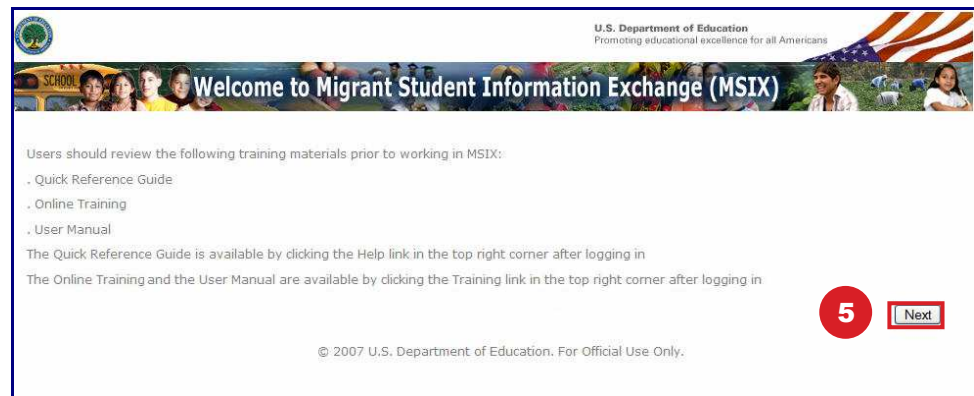 U.S. Department of Education
Promoting educational excellence for all Americans
SCHOOL
Welcome to Migrant Student Information Exchange (MSIX)
Users should review the following training materials prior to working in MSIX:
. Quick Reference Guide
. Online Training
. User Manual
The Quick Reference Guide is available by clicking the Help link in the top right corner after logging in
The Online Training and the User Manual are available by clicking the Training link in the top right corner after logging in
5
Next
© 2007 U.S. Department of Education. For Official Use Only.